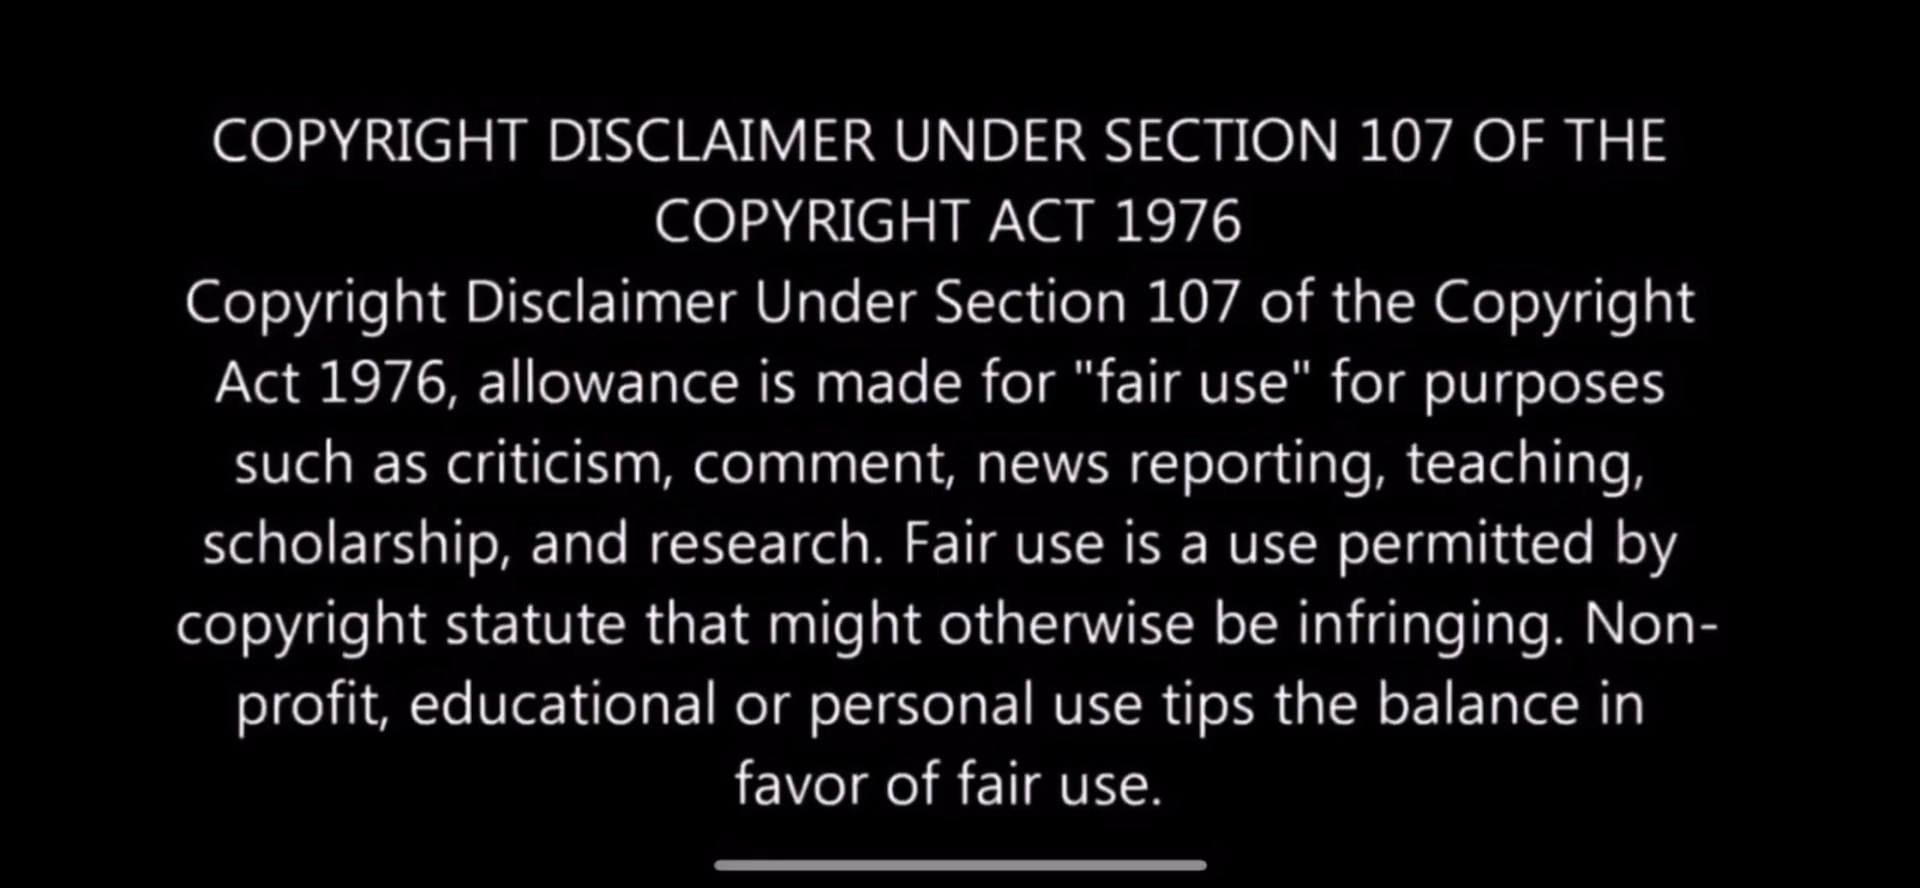 COPYRIGHT DISCLAIMER UNDER SECTION 107 OF THE
COPYRIGHT ACT 1976
Copyright Disclaimer Under Section 107 of the Copyright
Act 1976, allowance is made for "fair use" for purposes
such as criticism, comment, news reporting, teaching,
scholarship, and research. Fair use is a use permitted by
copyright statute that might otherwise be infringing. Non-
profit, educational or personal use tips the balance in
favor of fair use.